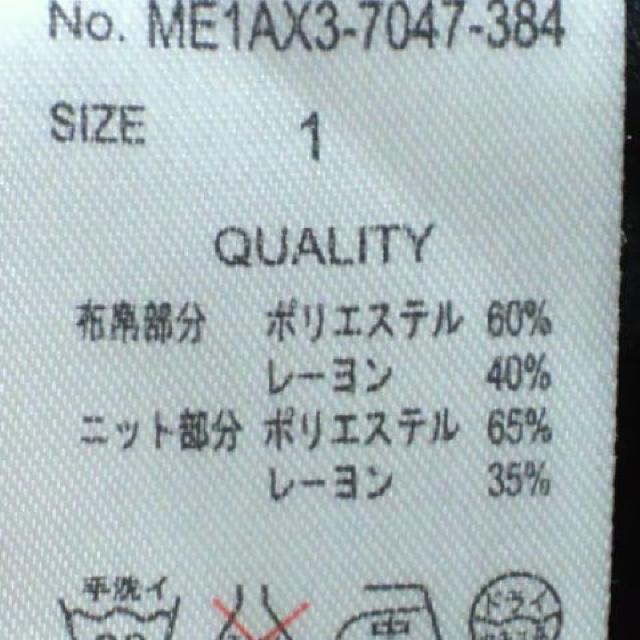 No. ME1AX3-7047-384
SIZE 1
QUALITY
布帛部分 ポリエステル 60%
レーヨン 40%
ニット部分 ポリエステル 65%
レーヨン 35%
手洗イ
中 ドライ